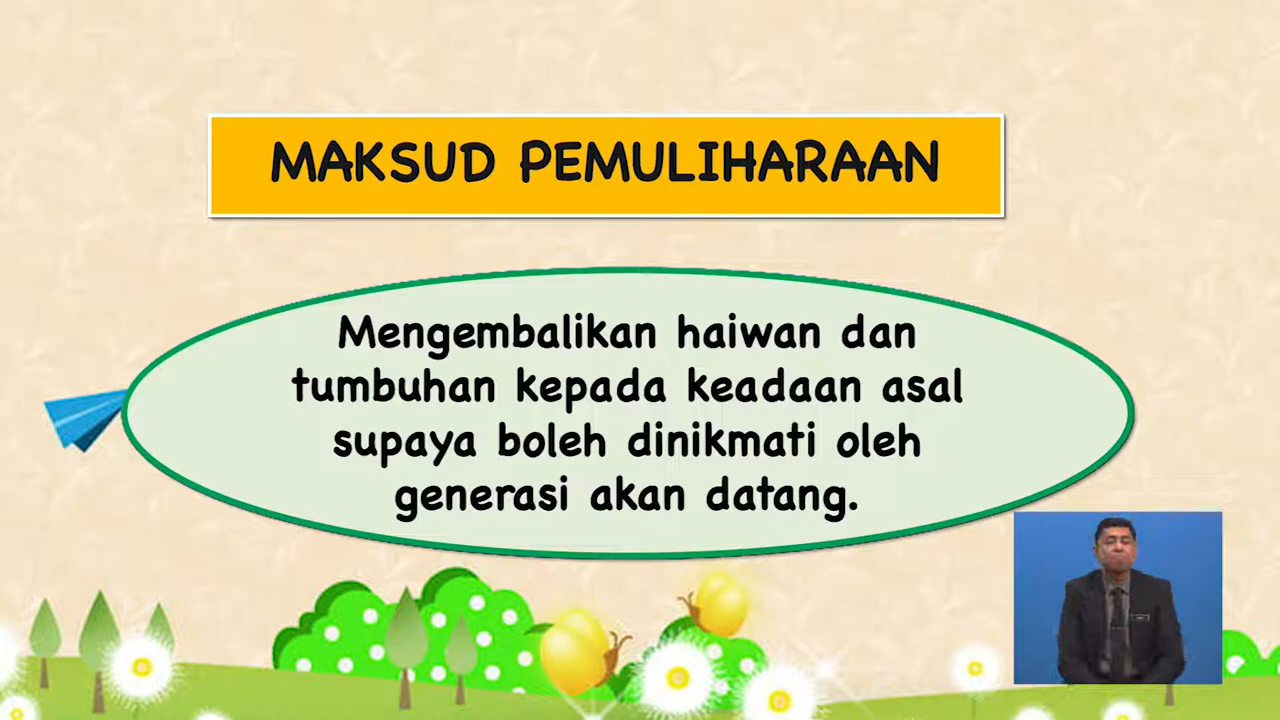 MAKSUD PEMULIHARAAN
Mengembalikan haiwan dan
tumbuhan kepada keadaan asal
supaya boleh dinikmati oleh
generasi akan datang.